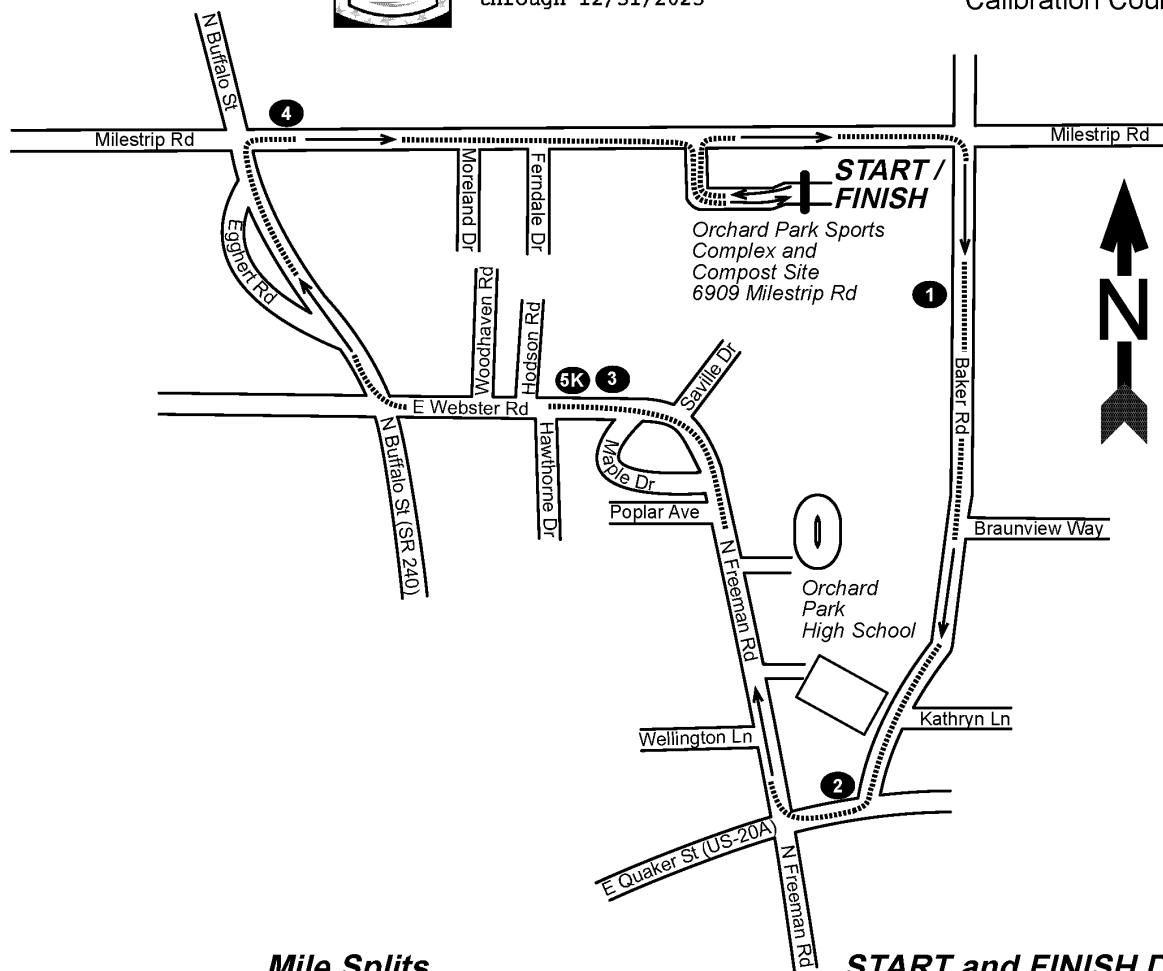 through 12/31/2023
Calibration Cour
N Buffalo St
4
Milestrip Rd
Milestrip Rd
Moreland Dr
Ferndale Dr
START /
FINISH
Orchard Park Sports
Complex and
Compost Site
6909 Milestrip Rd
Egghert Rd
1
N
Woodhaven Rd
Hodson Rd
5K
3
Saville Dr
Baker Rd
E Webster Rd
N Buffalo St (SR 240)
Hawthorne Dr
Maple Dr
Poplar Ave
Braunview Way
N Freeman Rd
Orchard
Park
High School
Kathryn Ln
Wellington Ln
2
E Quaker St (US-20A)
N Freeman Rd
Mile Splits
START and FINISH D